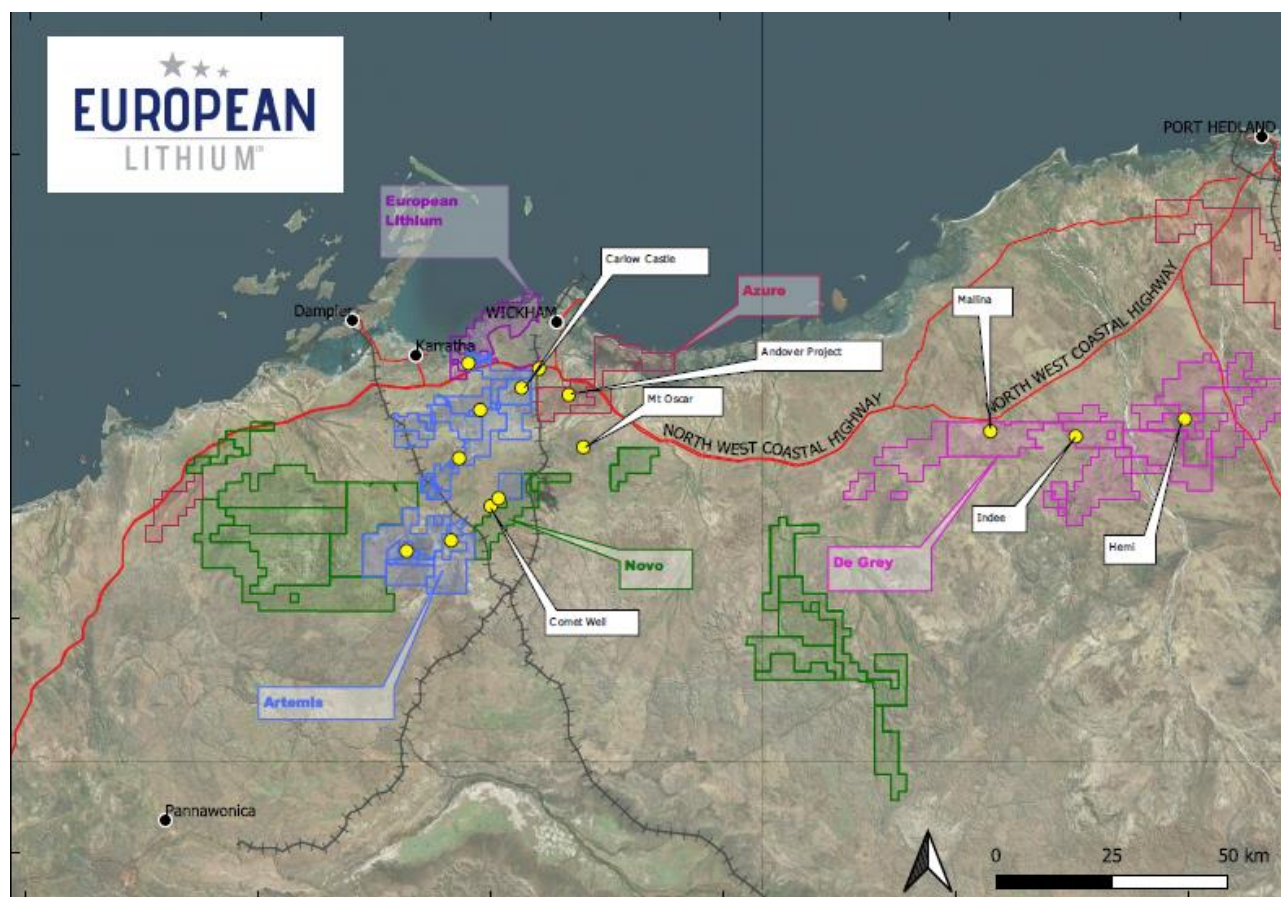 EUROPEAN
LITHIUM™
PORT HEDLAND
European
Lithium
Carlow Castle
Azure
Mallina
Dampier
WICKHAM
Karratha
Andover Project
Mt Oscar
NORTH WEST COASTAL HIGHWAY
NORTH WEST COASTAL HIGHWAY
Indee
Hemi
De Grey
Novo
Comet Well
Artemis
Pannawonica
0 25 50 km